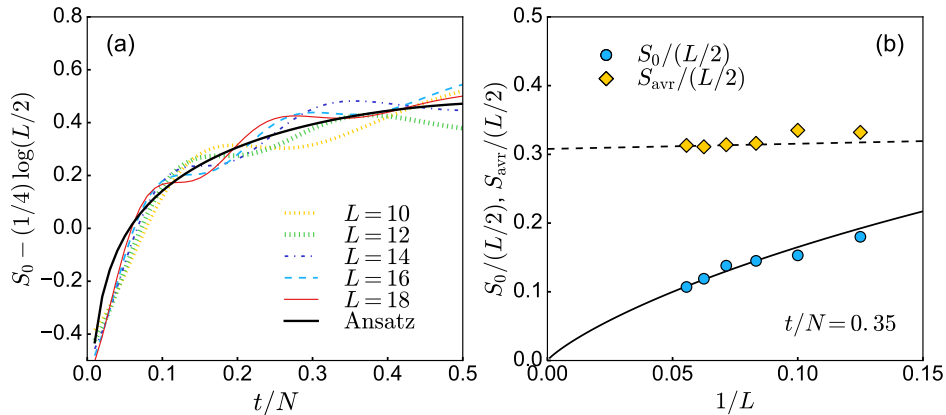 (a)
S₀ − (1/4) log(L/2)
0.8
0.6
0.4
0.2
0.0
−0.2
−0.4
L = 10
L = 12
L = 14
L = 16
L = 18
Ansatz
0.0 0.1 0.2 0.3 0.4 0.5
t/N
(b)
S₀/(L/2), S_avr/(L/2)
0.5
0.4
0.3
0.2
0.1
0.0
S₀/(L/2)
S_avr/(L/2)
t/N = 0.35
0.00 0.05 0.10 0.15
1/L